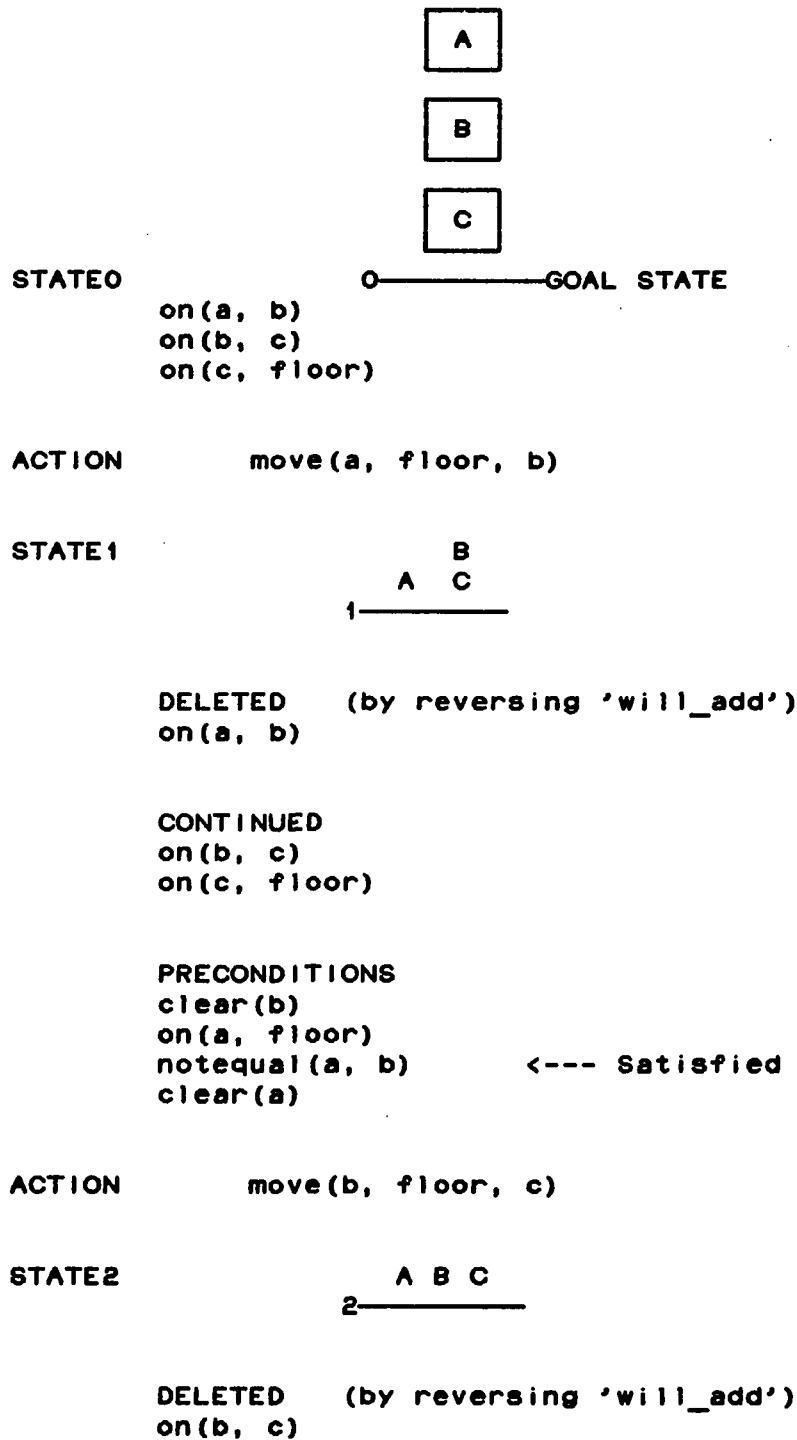 A
B
C
STATE0 0 GOAL STATE
on(a, b)
on(b, c)
on(c, floor)
ACTION move(a, floor, b)
STATE1 B
A C
1
DELETED (by reversing 'will_add')
on(a, b)
CONTINUED
on(b, c)
on(c, floor)
PRECONDITIONS
clear(b)
on(a, floor)
notequal(a, b) <--- Satisfied
clear(a)
ACTION move(b, floor, c)
STATE2 A B C
2
DELETED (by reversing 'will_add')
on(b, c)